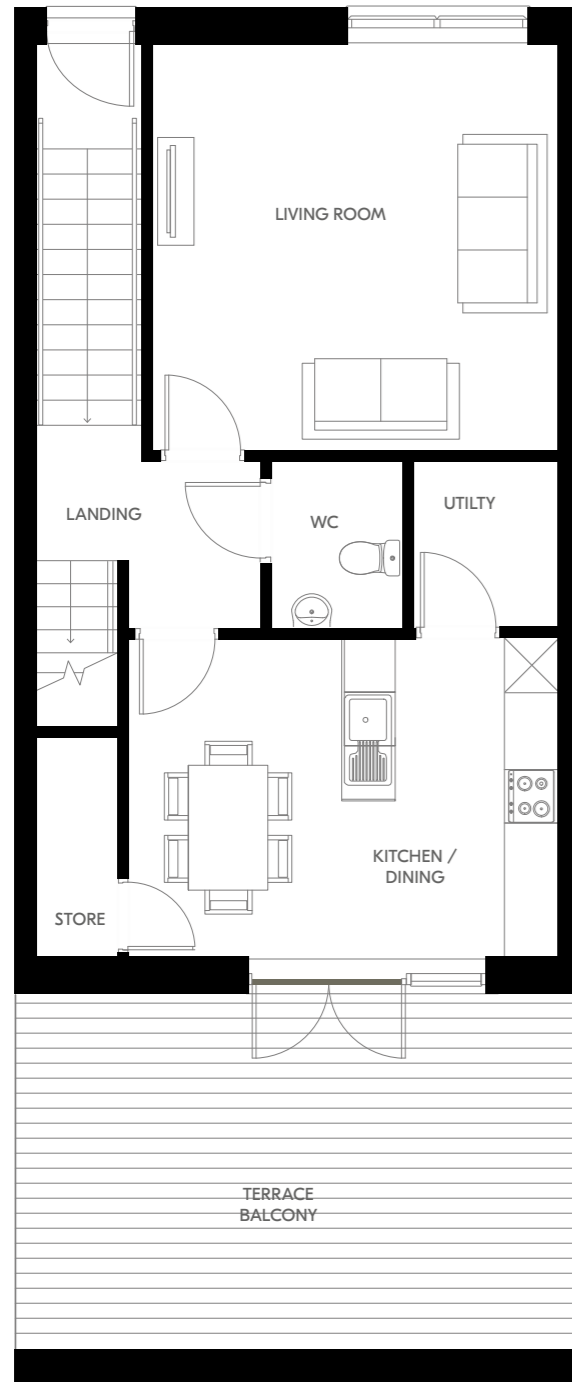 LIVING ROOM
LANDING
WC
UTILTY
KITCHEN /
DINING
STORE
TERRACE
BALCONY